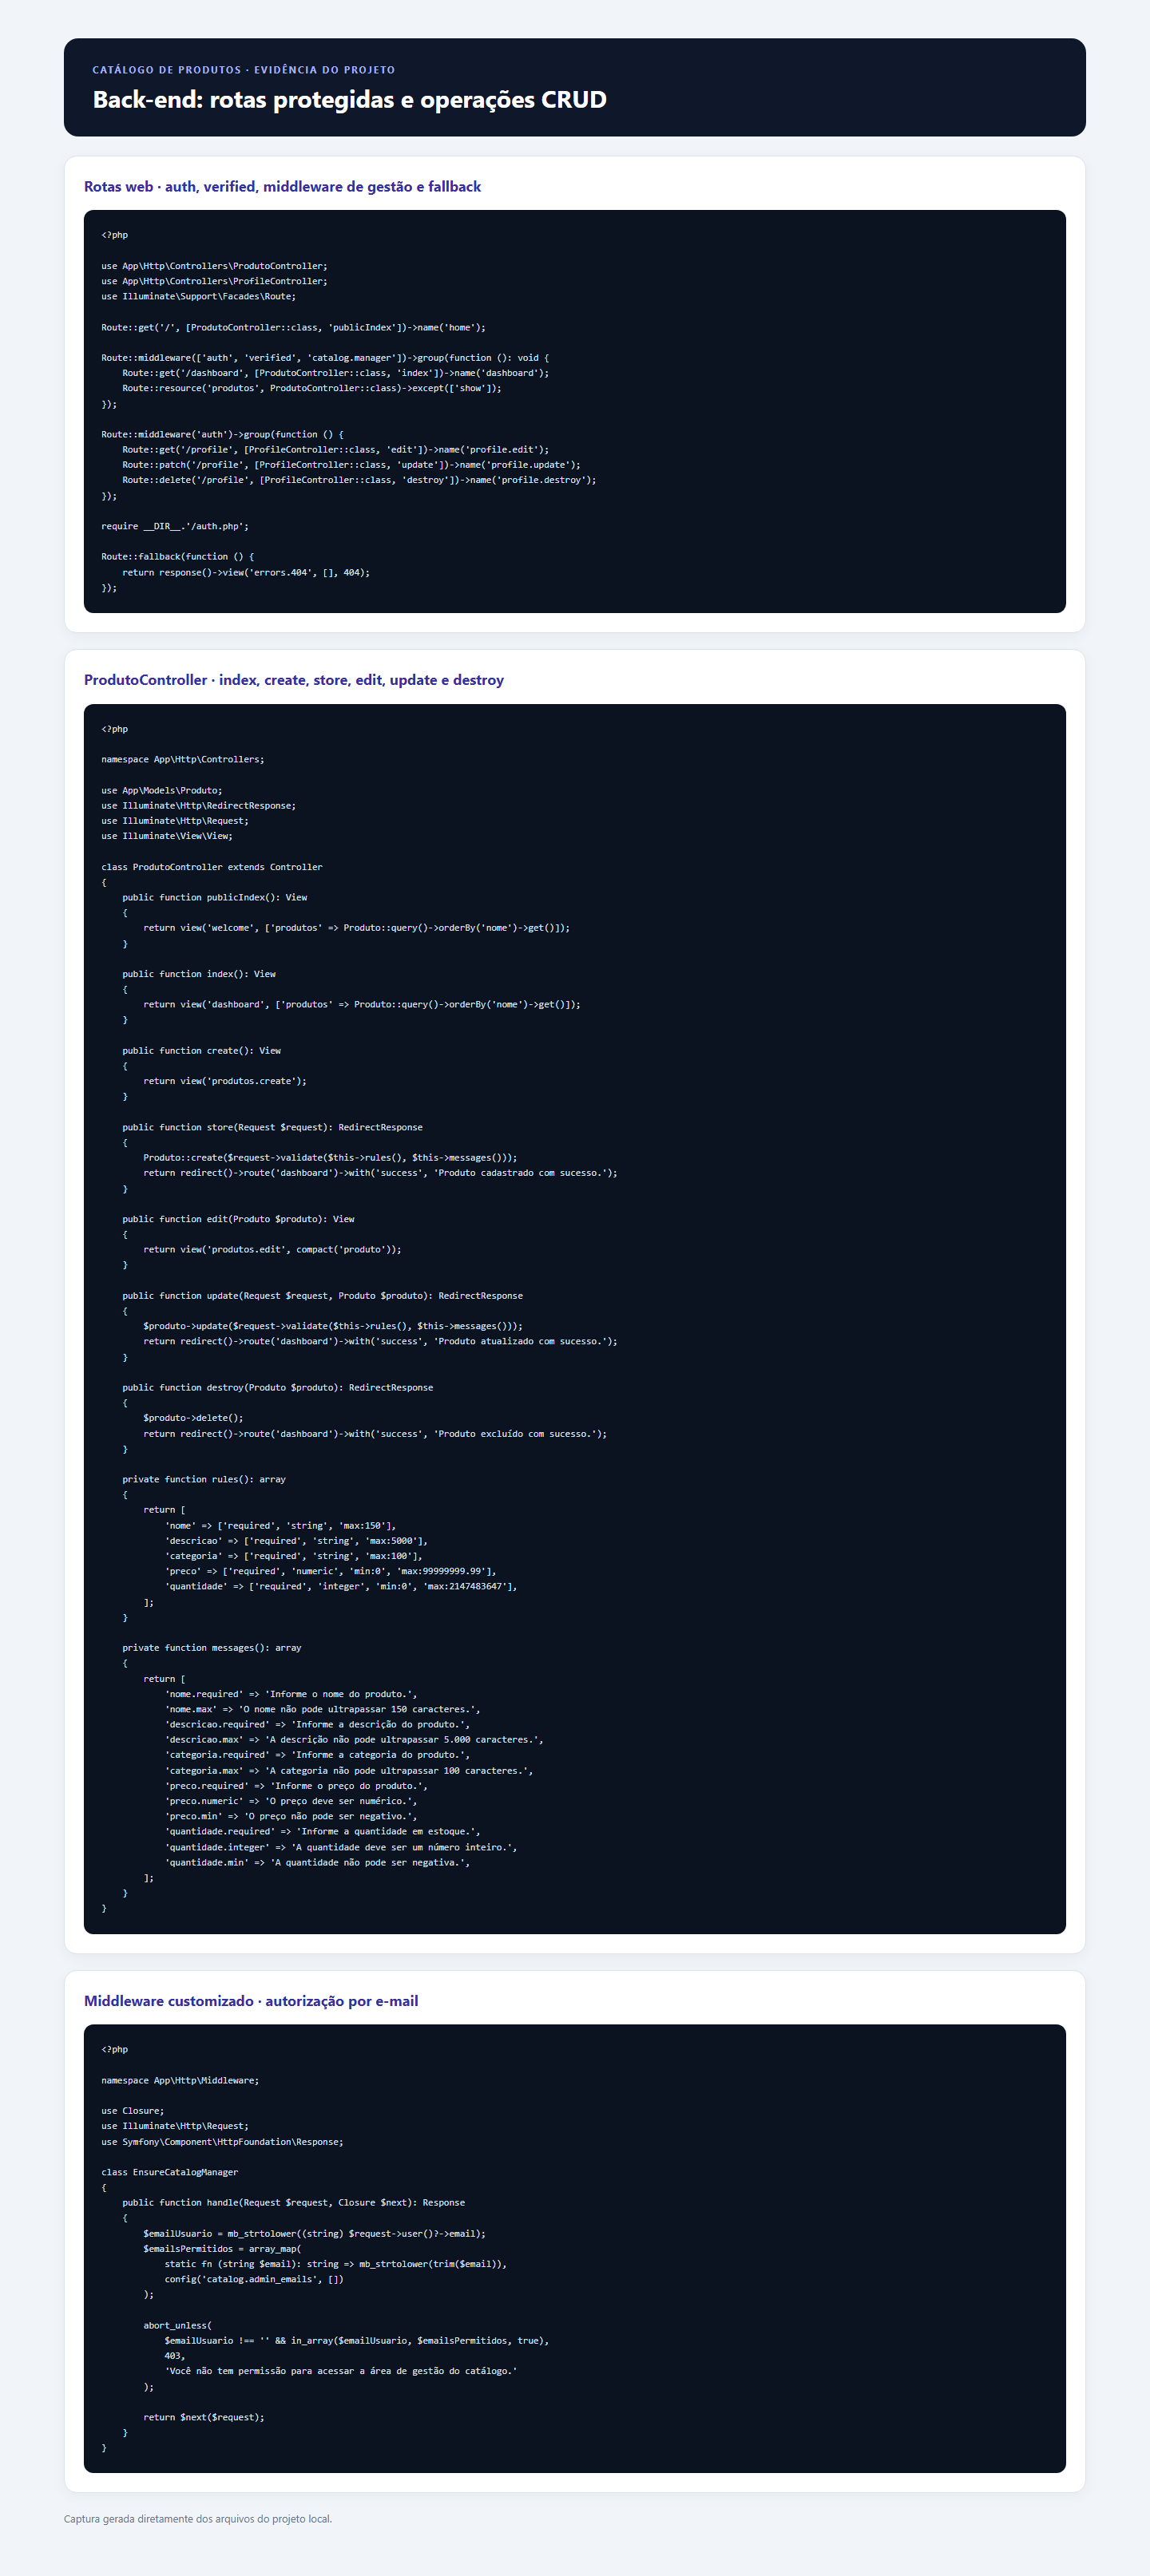 CATÁLOGO DE PRODUTOS · EVIDÊNCIA DO PROJETO
Back-end: rotas protegidas e operações CRUD
Rotas web · auth, verified, middleware de gestão e fallback
<?php
use App\Http\Controllers\ProdutoController;
use App\Http\Controllers\ProfileController;
use Illuminate\Support\Facades\Route;
Route::get('/', [ProdutoController::class, 'publicIndex'])->name('home');
Route::middleware(['auth', 'verified', 'catalog.manager'])->group(function (): void {
    Route::get('/dashboard', [ProdutoController::class, 'index'])->name('dashboard');
    Route::resource('produtos', ProdutoController::class)->except(['show']);
});
Route::middleware('auth')->group(function () {
    Route::get('/profile', [ProfileController::class, 'edit'])->name('profile.edit');
    Route::patch('/profile', [ProfileController::class, 'update'])->name('profile.update');
    Route::delete('/profile', [ProfileController::class, 'destroy'])->name('profile.destroy');
});
require __DIR__.'/auth.php';
Route::fallback(function () {
    return response()->view('errors.404', [], 404);
});
ProdutoController · index, create, store, edit, update e destroy
<?php
namespace App\Http\Controllers;
use App\Models\Produto;
use Illuminate\Http\RedirectResponse;
use Illuminate\Http\Request;
use Illuminate\View\View;
class ProdutoController extends Controller
{
    public function publicIndex(): View
    {
        return view('welcome', ['produtos' => Produto::query()->orderBy('nome')->get()]);
    }
    public function index(): View
    {
        return view('dashboard', ['produtos' => Produto::query()->orderBy('nome')->get()]);
    }
    public function create(): View
    {
        return view('produtos.create');
    }
    public function store(Request $request): RedirectResponse
    {
        Produto::create($request->validate($this->rules(), $this->messages()));
        return redirect()->route('dashboard')->with('success', 'Produto cadastrado com sucesso.');
    }
    public function edit(Produto $produto): View
    {
        return view('produtos.edit', compact('produto'));
    }
    public function update(Request $request, Produto $produto): RedirectResponse
    {
        $produto->update($request->validate($this->rules(), $this->messages()));
        return redirect()->route('dashboard')->with('success', 'Produto atualizado com sucesso.');
    }
    public function destroy(Produto $produto): RedirectResponse
    {
        $produto->delete();
        return redirect()->route('dashboard')->with('success', 'Produto excluído com sucesso.');
    }
    private function rules(): array
    {
        return [
            'nome' => ['required', 'string', 'max:150'],
            'descricao' => ['required', 'string', 'max:5000'],
            'categoria' => ['required', 'string', 'max:100'],
            'preco' => ['required', 'numeric', 'min:0', 'max:99999999.99'],
            'quantidade' => ['required', 'integer', 'min:0', 'max:2147483647'],
        ];
    }
    private function messages(): array
    {
        return [
            'nome.required' => 'Informe o nome do produto.',
            'nome.max' => 'O nome não pode ultrapassar 150 caracteres.',
            'descricao.required' => 'Informe a descrição do produto.',
            'descricao.max' => 'A descrição não pode ultrapassar 5.000 caracteres.',
            'categoria.required' => 'Informe a categoria do produto.',
            'categoria.max' => 'A categoria não pode ultrapassar 100 caracteres.',
            'preco.required' => 'Informe o preço do produto.',
            'preco.numeric' => 'O preço deve ser numérico.',
            'preco.min' => 'O preço não pode ser negativo.',
            'quantidade.required' => 'Informe a quantidade em estoque.',
            'quantidade.integer' => 'A quantidade deve ser um número inteiro.',
            'quantidade.min' => 'A quantidade não pode ser negativa.',
        ];
    }
}
Middleware customizado · autorização por e-mail
<?php
namespace App\Http\Middleware;
use Closure;
use Illuminate\Http\Request;
use Symfony\Component\HttpFoundation\Response;
class EnsureCatalogManager
{
    public function handle(Request $request, Closure $next): Response
    {
        $emailUsuario = mb_strtolower((string) $request->user()?->email);
        $emailsPermitidos = array_map(
            static fn (string $email): string => mb_strtolower(trim($email)),
            config('catalog.admin_emails', [])
        );
        abort_unless(
            $emailUsuario !== '' && in_array($emailUsuario, $emailsPermitidos, true),
            403,
            'Você não tem permissão para acessar a área de gestão do catálogo.'
        );
        return $next($request);
    }
}
Captura gerada diretamente dos arquivos do projeto local.